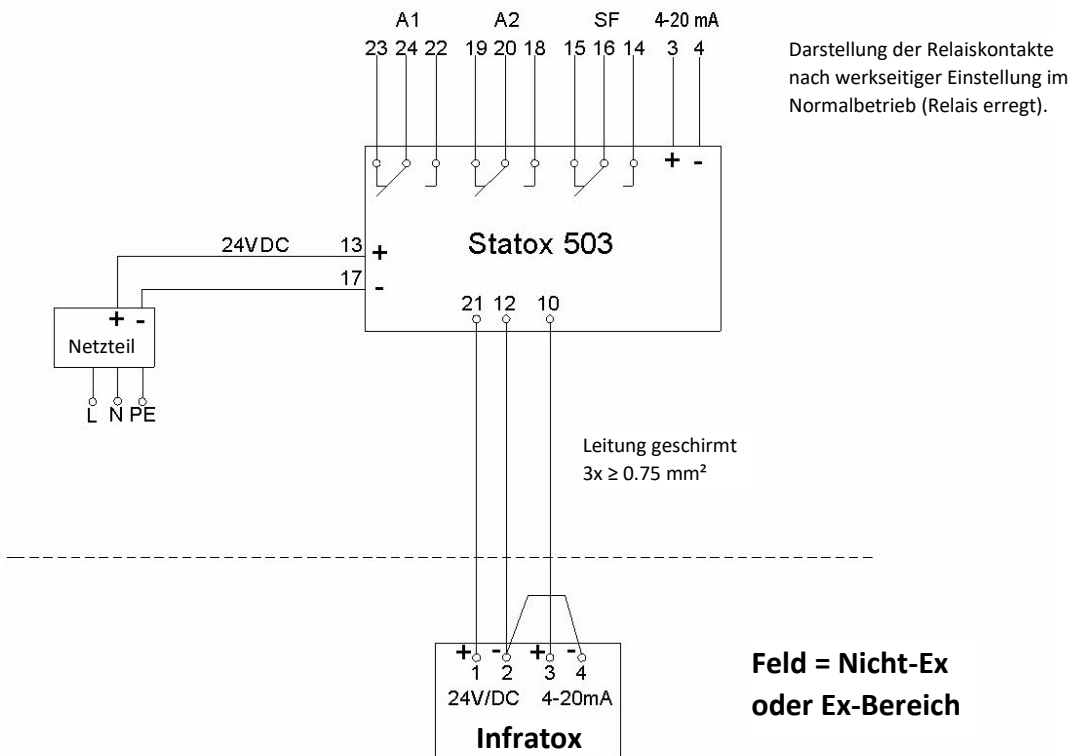 A1 A2 SF 4-20 mA
23 24 22 19 20 18 15 16 14 3 4
Darstellung der Relaiskontakte
nach werkseitiger Einstellung im
Normalbetrieb (Relais erregt).
+ -
Statox 503
24VDC 13 +
17 -
21 12 10
+ -
Netzteil
L N PE
Leitung geschirmt
3x ≥ 0.75 mm²
+ - + -
1 2 3 4
24V/DC 4-20mA
Infratox
Feld = Nicht-Ex
oder Ex-Bereich